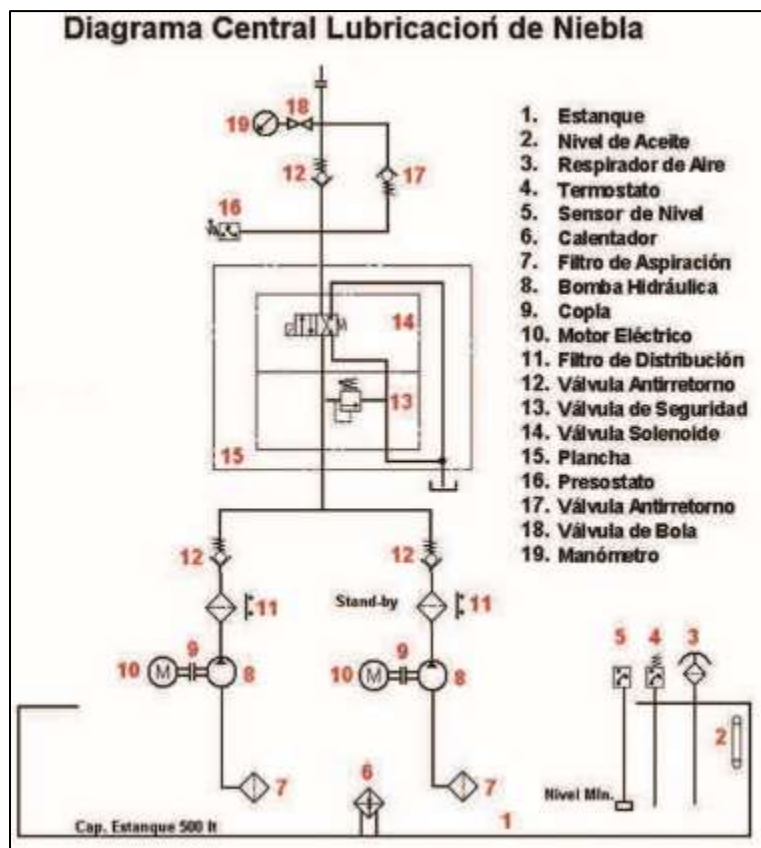 Diagrama Central Lubricacioń de Niebla
18
19
12
17
16
14
13
15
1. Estanque
2. Nivel de Aceite
3. Respirador de Aire
4. Termostato
5. Sensor de Nivel
6. Calentador
7. Filtro de Aspiración
8. Bomba Hidráulica
9. Copla
10. Motor Eléctrico
11. Filtro de Distribución
12. Válvula Antirretorno
13. Válvula de Seguridad
14. Válvula Solenoide
15. Plancha
16. Presostato
17. Válvula Antirretorno
18. Válvula de Bola
19. Manómetro
12
12
11
Stand-by
11
9
9
10 M
8
10 M
8
5
4
3
2
7
6
7
Nivel Mín.
1
Cap. Estanque 500 lt